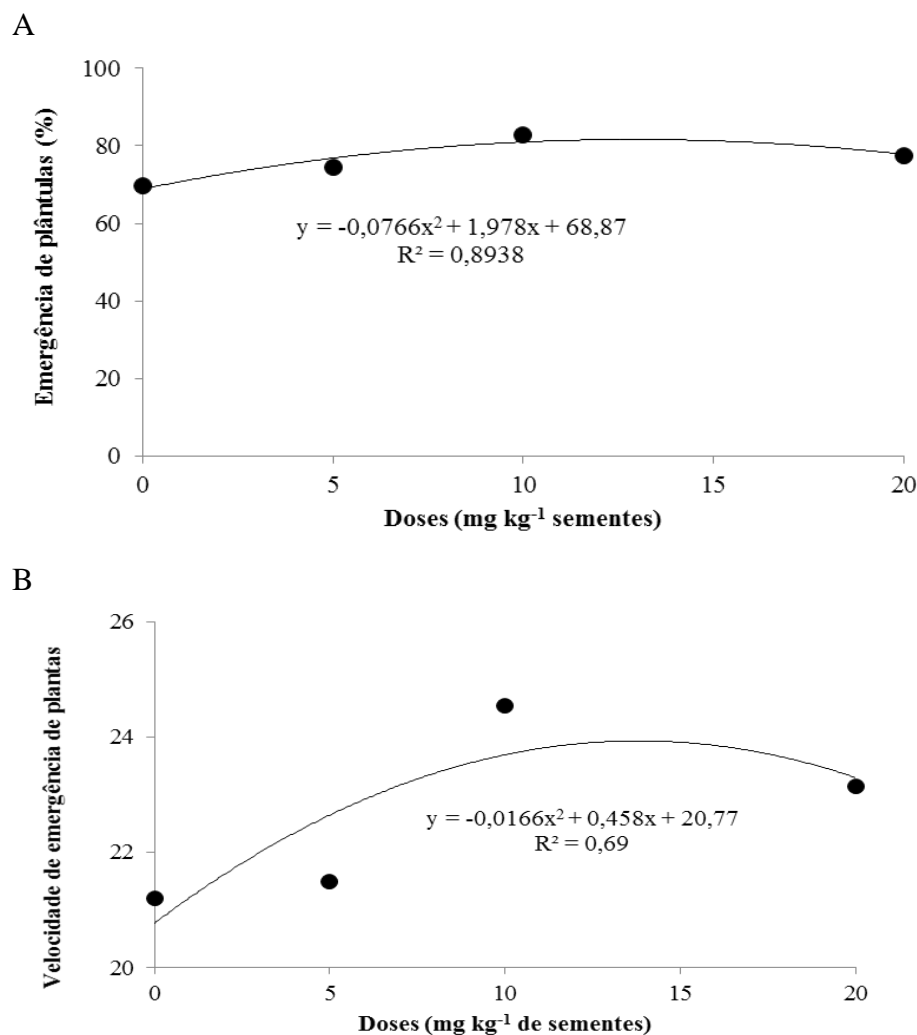 A
Emergência de plântulas (%)
100
80
60
40
20
0
y = -0,0766x² + 1,978x + 68,87
R² = 0,8938
0 5 10 15 20
Doses (mg kg⁻¹ sementes)
B
Velocidade de emergência de plantas
26
24
22
20
y = -0,0166x² + 0,458x + 20,77
R² = 0,69
0 5 10 15 20
Doses (mg kg⁻¹ de sementes)